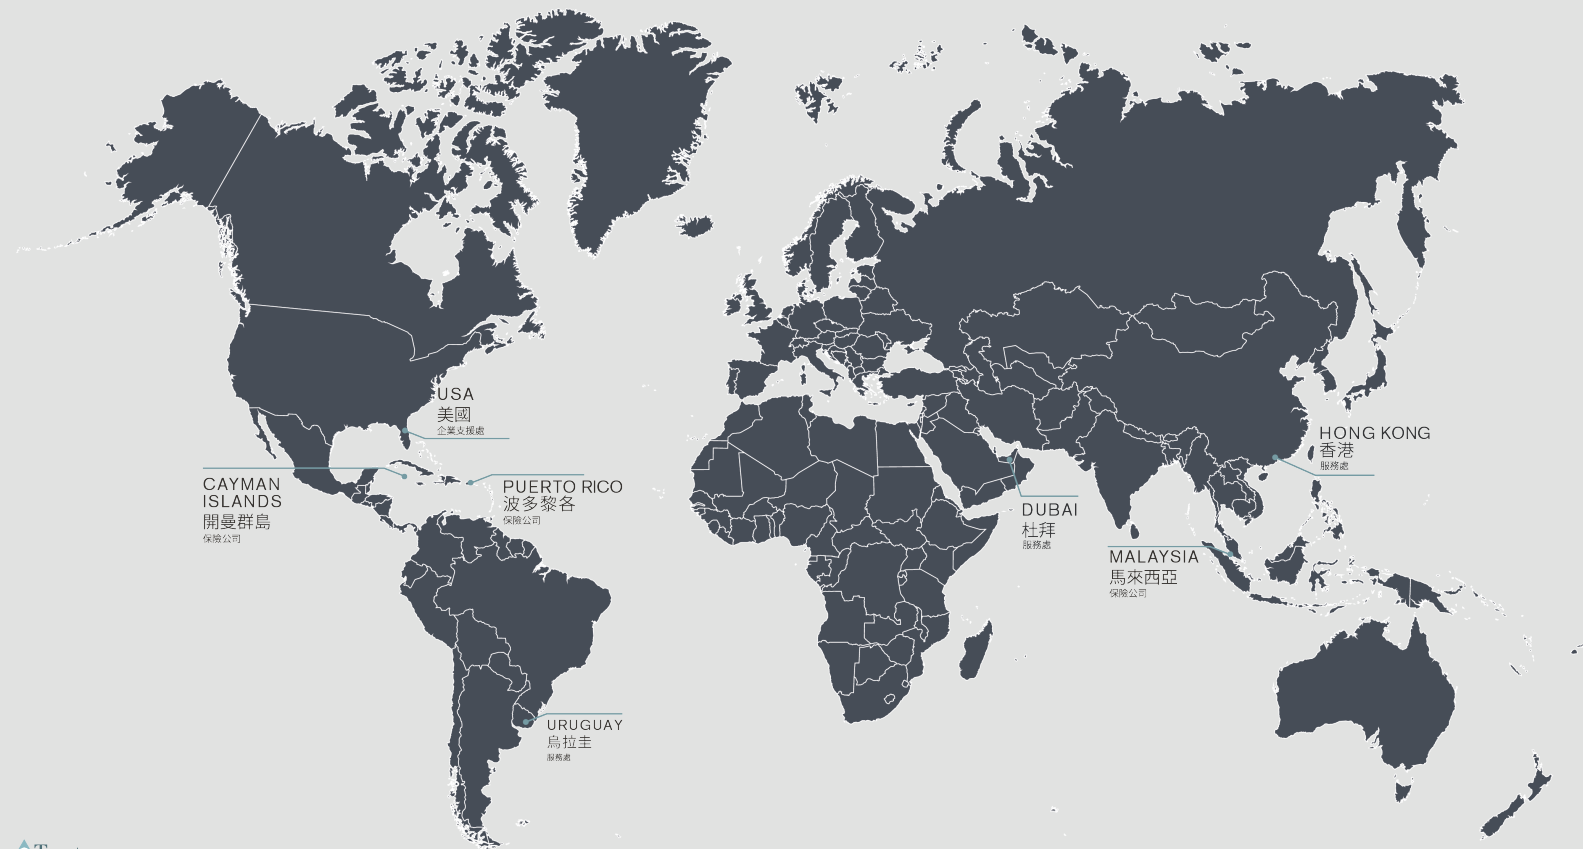 USA
美國
企業支援處
CAYMAN
ISLANDS
開曼群島
保險公司
PUERTO RICO
波多黎各
保險公司
URUGUAY
烏拉圭
服務處
HONG KONG
香港
服務處
DUBAI
杜拜
服務處
MALAYSIA
馬來西亞
保險公司